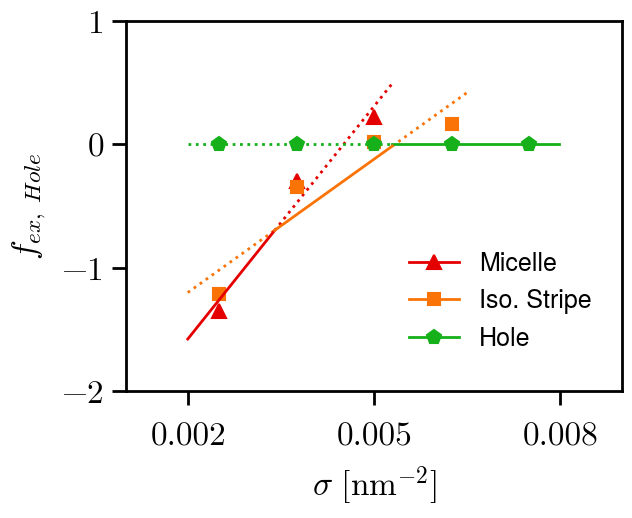 1
0
−1
−2
f_{ex, Hole}
Micelle
Iso. Stripe
Hole
0.002 0.005 0.008
σ [nm⁻²]